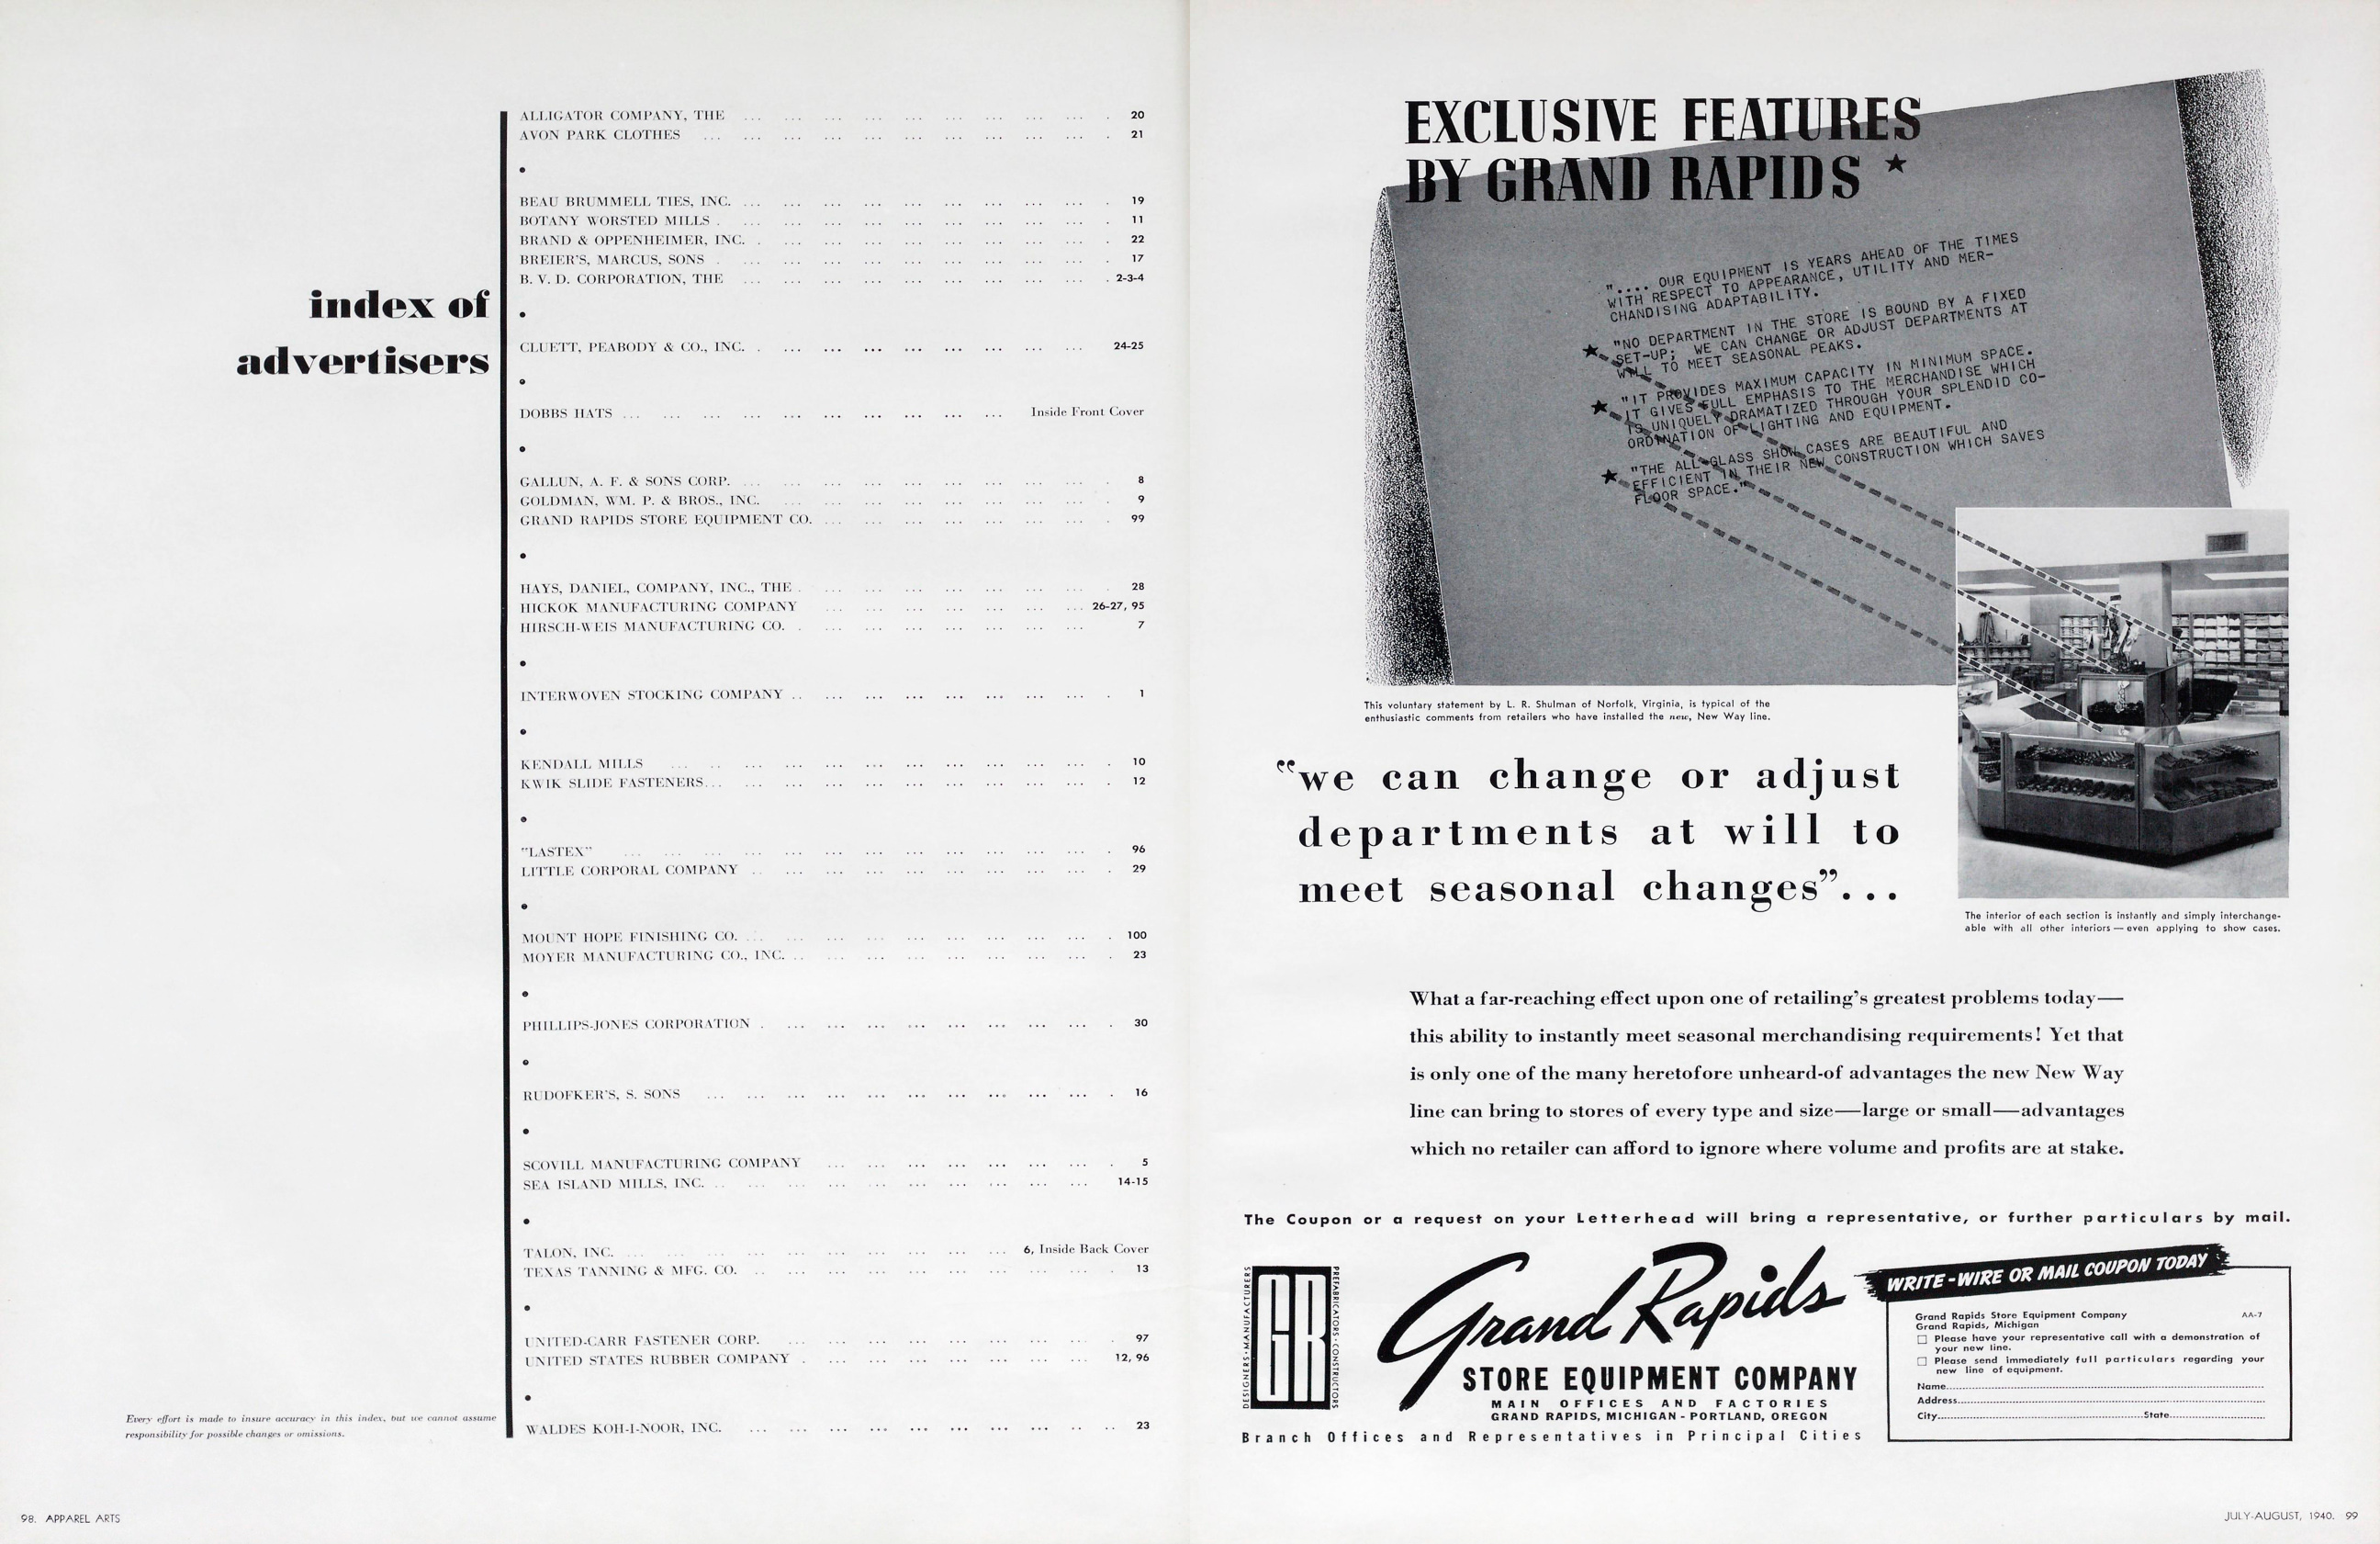 index of
advertisers
ALLIGATOR COMPANY, THE ... 20
AVON PARK CLOTHES ... 21
•
BEAU BRUMMELL TIES, INC. ... 19
BOTANY WORSTED MILLS ... 11
BRAND & OPPENHEIMER, INC. ... 22
BREIER'S, MARCUS, SONS ... 17
B. V. D. CORPORATION, THE ... 2-3-4
•
CLUETT, PEABODY & CO., INC. ... 24-25
•
DOBBS HATS ... Inside Front Cover
•
GALLUN, A. F. & SONS CORP. ... 8
GOLDMAN, WM. P. & BROS., INC. ... 9
GRAND RAPIDS STORE EQUIPMENT CO. ... 99
•
HAYS, DANIEL, COMPANY, INC., THE ... 28
HICKOK MANUFACTURING COMPANY ... 26-27, 95
HIRSCH-WEIS MANUFACTURING CO. ... 7
•
INTERWOVEN STOCKING COMPANY ... 1
•
KENDALL MILLS ... 10
KWIK SLIDE FASTENERS ... 12
•
"LASTEX" ... 96
LITTLE CORPORAL COMPANY ... 29
•
MOUNT HOPE FINISHING CO. ... 100
MOYER MANUFACTURING CO., INC. ... 23
•
PHILLIPS-JONES CORPORATION ... 30
•
RUDOFKER'S, S. SONS ... 16
•
SCOVILL MANUFACTURING COMPANY ... 5
SEA ISLAND MILLS, INC. ... 14-15
•
TALON, INC. ... 6, Inside Back Cover
TEXAS TANNING & MFG. CO. ... 13
•
UNITED-CARR FASTENER CORP. ... 97
UNITED STATES RUBBER COMPANY ... 12, 96
•
WALDES KOH-I-NOOR, INC. ... 23
Every effort is made to insure accuracy in this index, but we cannot assume
responsibility for possible changes or omissions.
98. APPAREL ARTS
EXCLUSIVE FEATURES
BY GRAND RAPIDS ★
".... OUR EQUIPMENT IS YEARS AHEAD OF THE TIMES
WITH RESPECT TO APPEARANCE, UTILITY AND MER-
CHANDISING ADAPTABILITY.
★ "NO DEPARTMENT IN THE STORE IS BOUND BY A FIXED
SET-UP; WE CAN CHANGE OR ADJUST DEPARTMENTS AT
WILL TO MEET SEASONAL PEAKS.
★ "IT PROVIDES MAXIMUM CAPACITY IN MINIMUM SPACE.
IT GIVES FULL EMPHASIS TO THE MERCHANDISE WHICH
IS UNIQUELY DRAMATIZED THROUGH YOUR SPLENDID CO-
ORDINATION OF LIGHTING AND EQUIPMENT.
★ "THE ALL-GLASS SHOW CASES ARE BEAUTIFUL AND
EFFICIENT IN THEIR NEW CONSTRUCTION WHICH SAVES
FLOOR SPACE."
This voluntary statement by L. R. Shulman of Norfolk, Virginia, is typical of the
enthusiastic comments from retailers who have installed the new, New Way line.
"we can change or adjust
departments at will to
meet seasonal changes"...
The interior of each section is instantly and simply interchange-
able with all other interiors—even applying to show cases.
What a far-reaching effect upon one of retailing's greatest problems today—
this ability to instantly meet seasonal merchandising requirements! Yet that
is only one of the many heretofore unheard-of advantages the new New Way
line can bring to stores of every type and size—large or small—advantages
which no retailer can afford to ignore where volume and profits are at stake.
The Coupon or a request on your Letterhead will bring a representative, or further particulars by mail.
DESIGNERS·MANUFACTURERS
GR
PREFABRICATORS·CONSTRUCTORS
Grand Rapids
STORE EQUIPMENT COMPANY
MAIN OFFICES AND FACTORIES
GRAND RAPIDS, MICHIGAN - PORTLAND, OREGON
Branch Offices and Representatives in Principal Cities
WRITE-WIRE OR MAIL COUPON TODAY
Grand Rapids Store Equipment Company AA-7
Grand Rapids, Michigan
☐ Please have your representative call with a demonstration of
your new line.
☐ Please send immediately full particulars regarding your
new line of equipment.
Name
Address
City State
JULY-AUGUST, 1940. 99